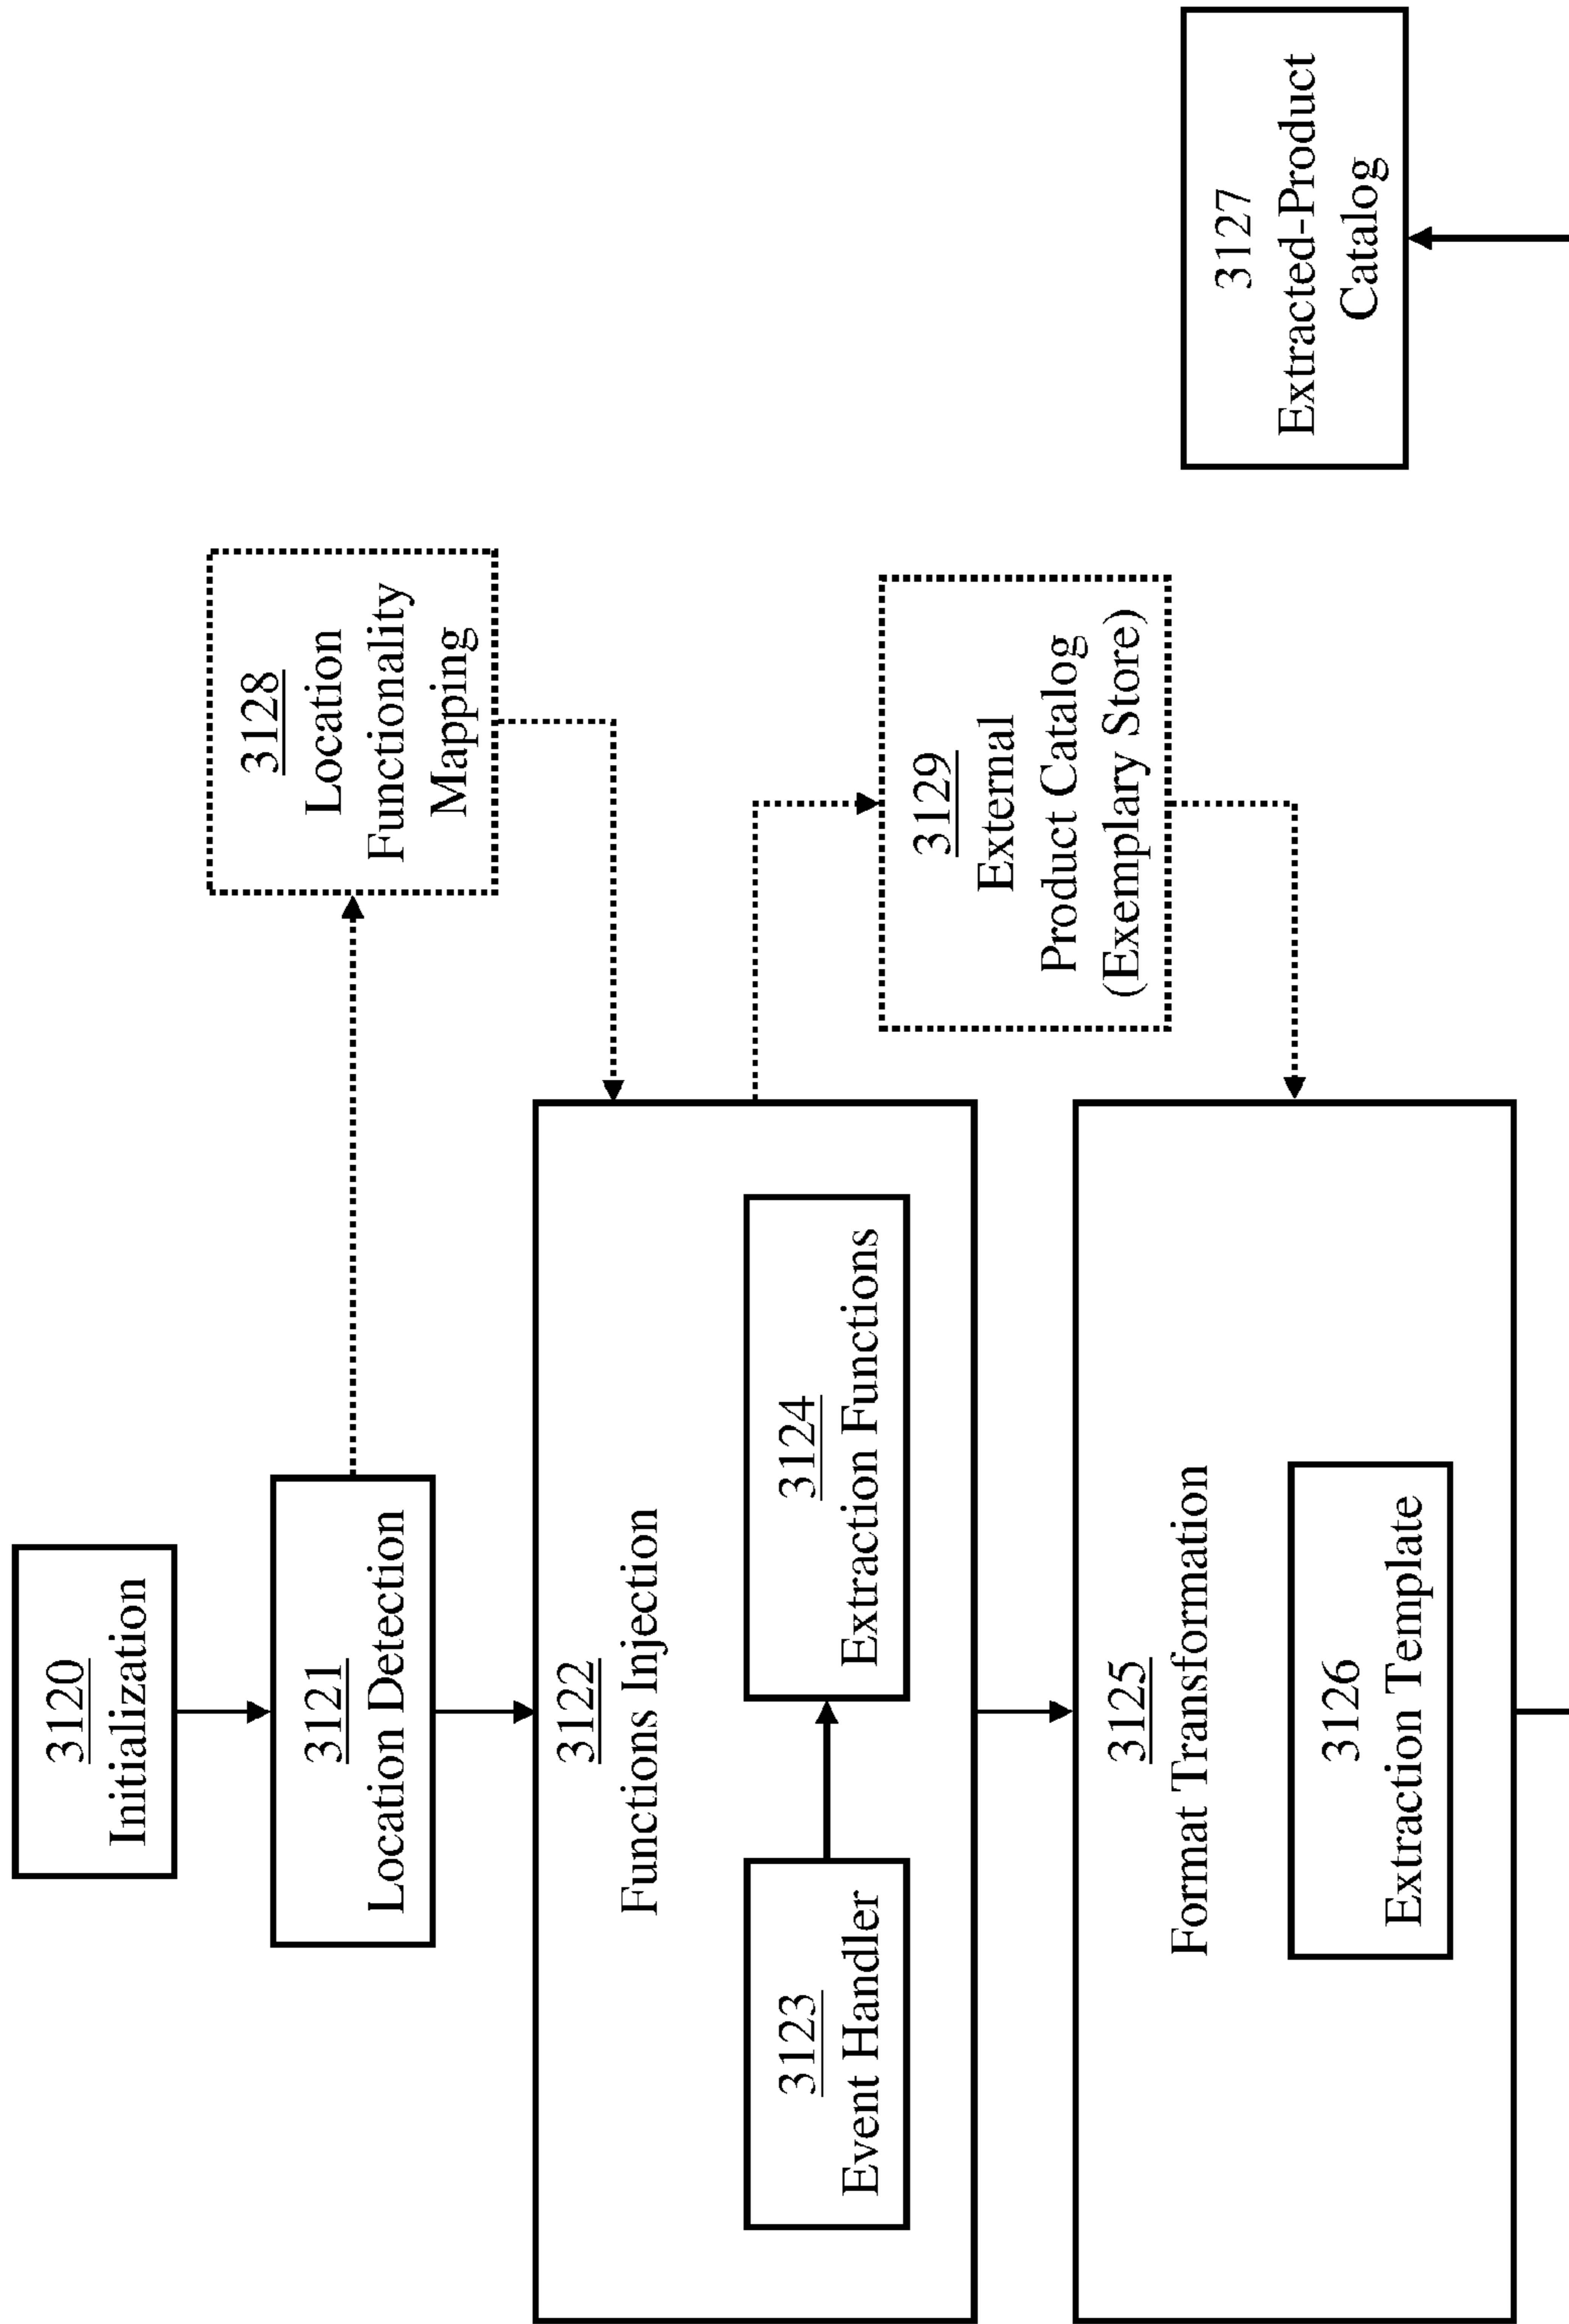 3120
Initialization
3121
Location Detection
3128
Location
Functionality
Mapping
3122
Functions Injection
3123
Event Handler
3124
Extraction Functions
3129
External
Product Catalog
(Exemplary Store)
3125
Format Transformation
3126
Extraction Template
3127
Extracted-Product
Catalog